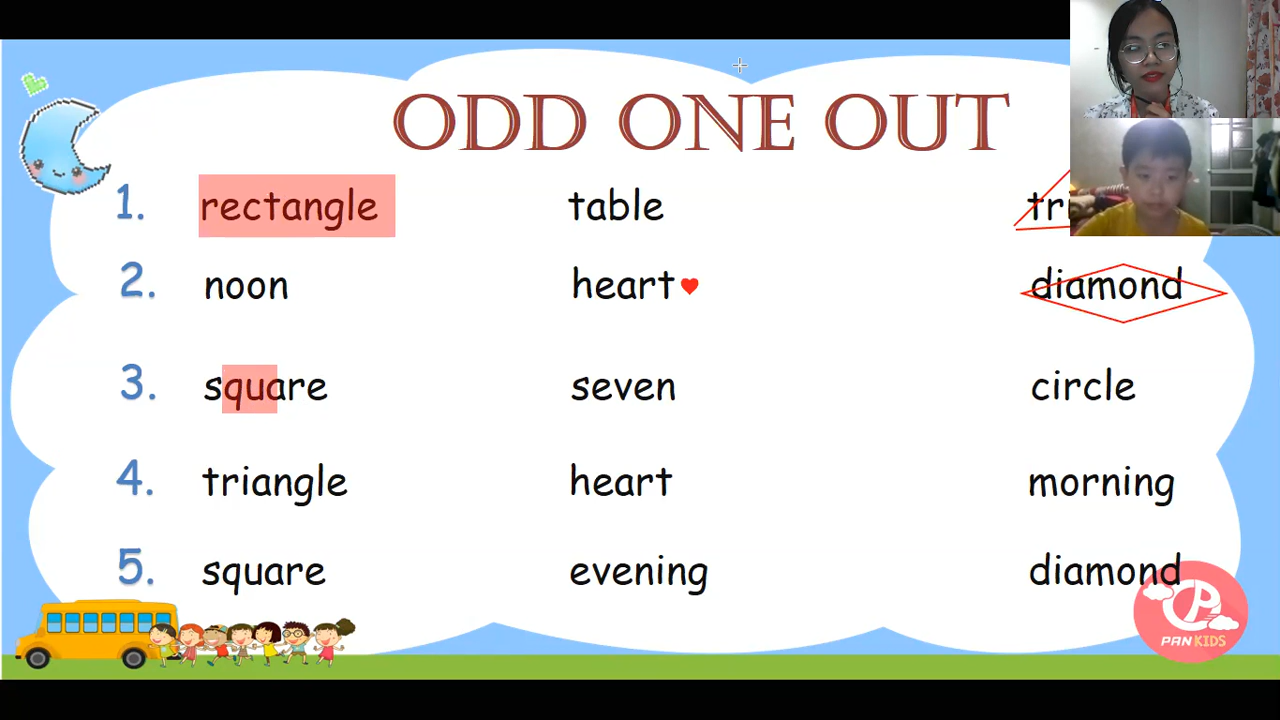 ODD ONE OUT
1. rectangle table tri
2. noon heart diamond
3. square seven circle
4. triangle heart morning
5. square evening diamond
PAN KIDS